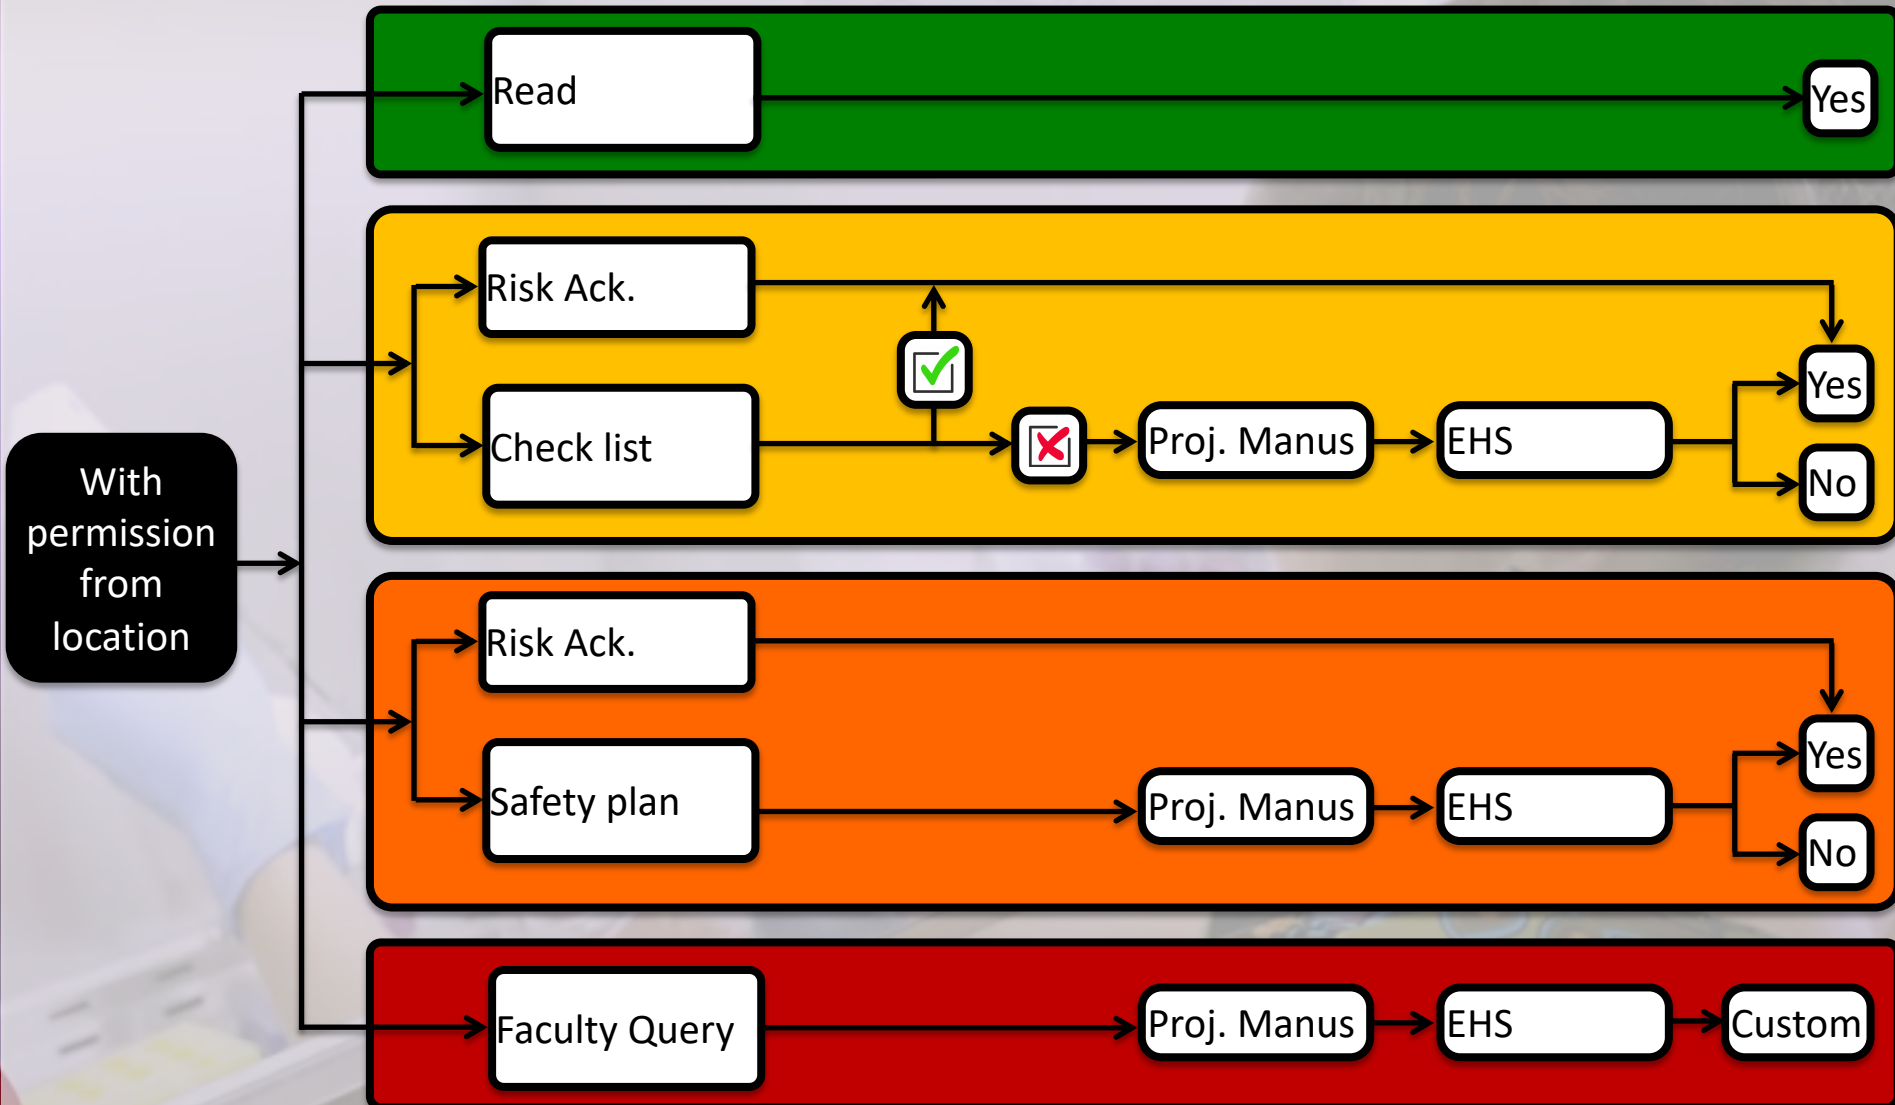 Read
Yes
Risk Ack.
Yes
Check list
Proj. Manus
EHS
No
With
permission
from
location
Risk Ack.
Yes
Safety plan
Proj. Manus
EHS
No
Faculty Query
Proj. Manus
EHS
Custom